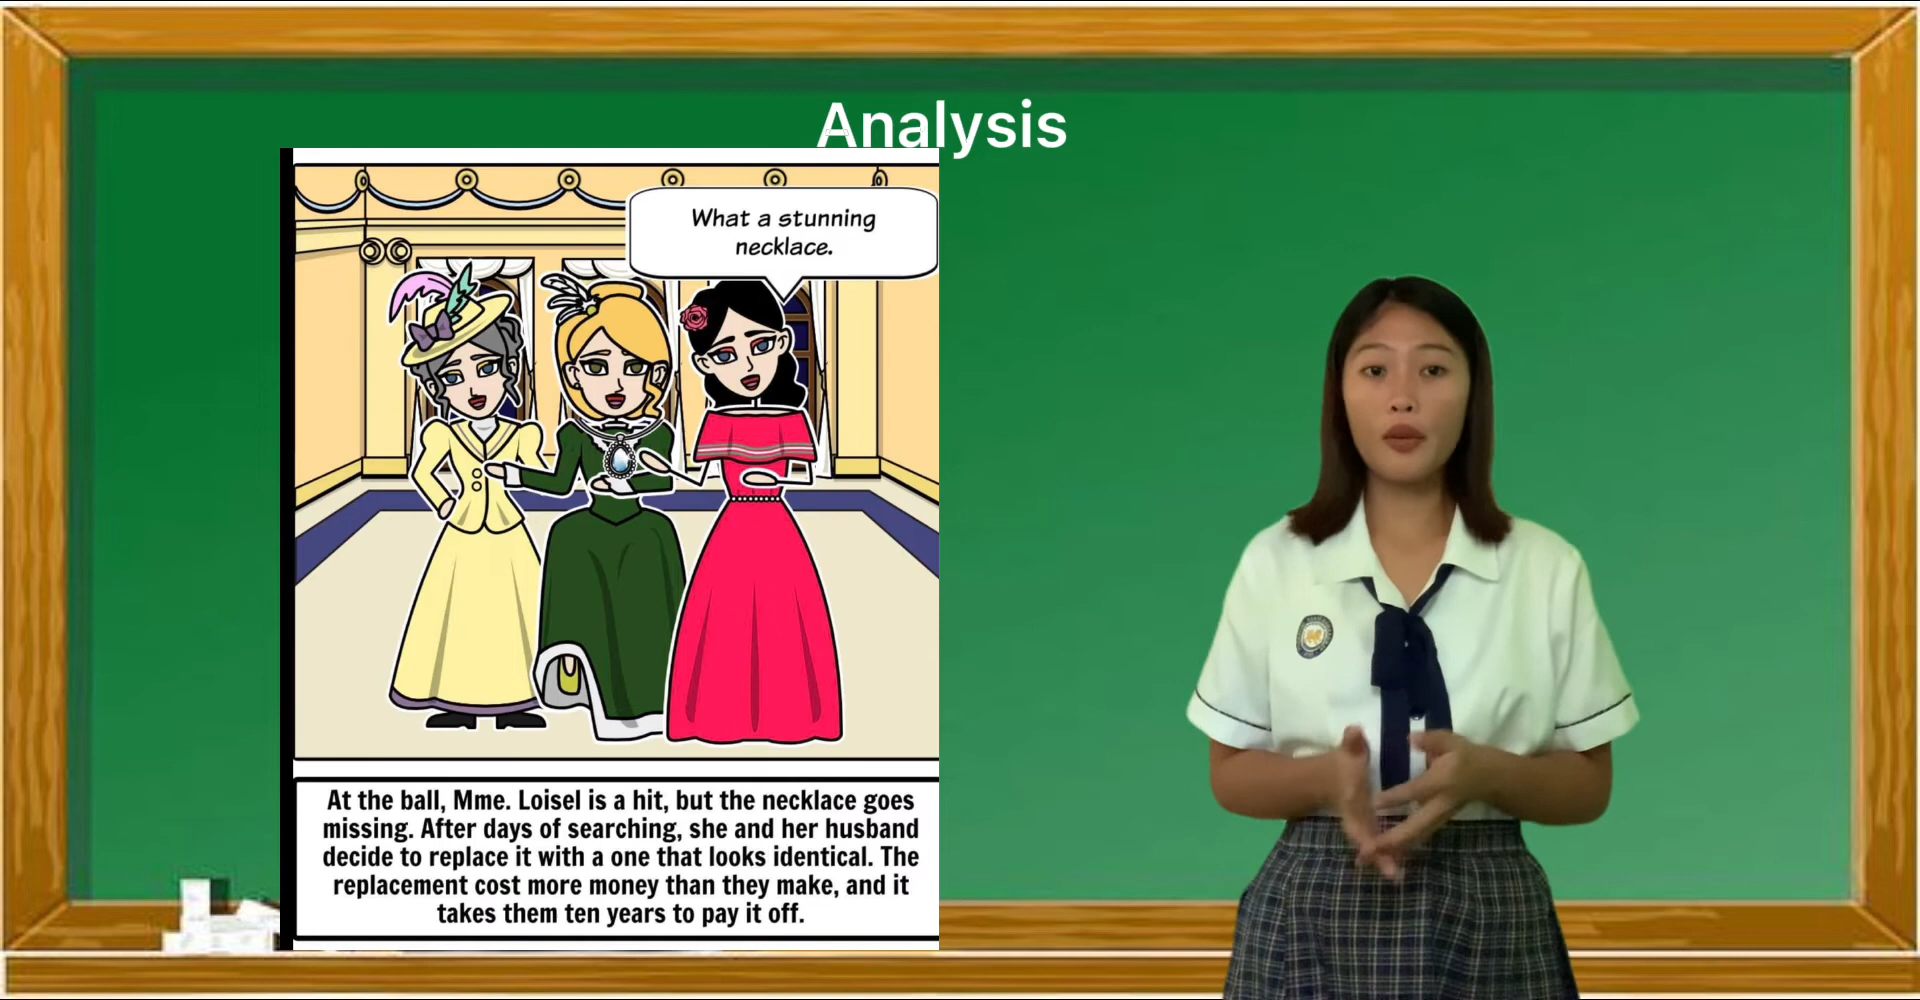 Analysis
What a stunning
necklace.
At the ball, Mme. Loisel is a hit, but the necklace goes
missing. After days of searching, she and her husband
decide to replace it with a one that looks identical. The
replacement cost more money than they make, and it
takes them ten years to pay it off.